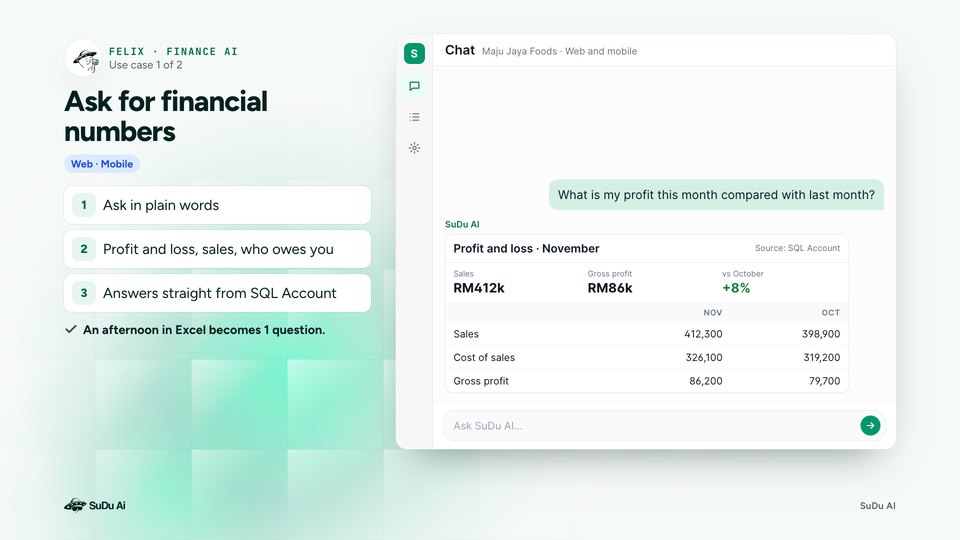 FELIX · FINANCE AI
Use case 1 of 2
Ask for financial
numbers
Web · Mobile
1 Ask in plain words
2 Profit and loss, sales, who owes you
3 Answers straight from SQL Account
An afternoon in Excel becomes 1 question.
S
Chat Maju Jaya Foods · Web and mobile
What is my profit this month compared with last month?
SuDu AI
Profit and loss · November Source: SQL Account
Sales Gross profit vs October
RM412k RM86k +8%
NOV OCT
Sales 412,300 398,900
Cost of sales 326,100 319,200
Gross profit 86,200 79,700
Ask SuDu AI...
SuDu Ai
SuDu AI